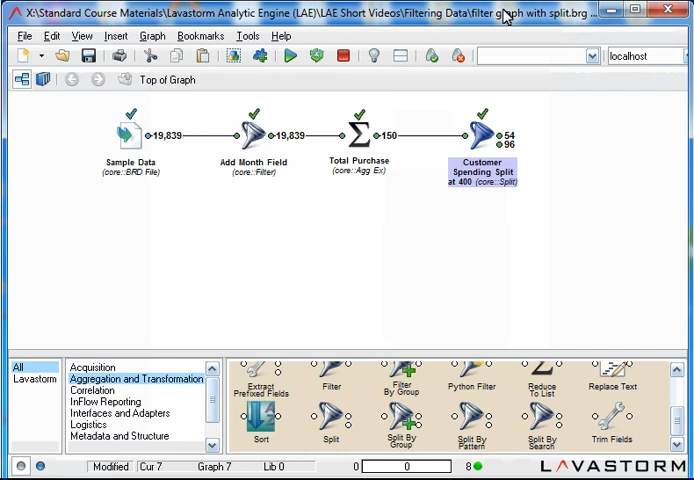 X:\Standard Course Materials\Lavastorm Analytic Engine (LAE)\LAE Short Videos\Filtering Data\filter graph with split.brg ...
File Edit View Insert Graph Bookmarks Tools Help
localhost
Top of Graph
19,839 19,839 150 54
96
Sample Data
(core::BRD File)
Add Month Field
(core::Filter)
Total Purchase
(core::Agg Ex)
Customer
Spending Split
at 400 (core::Split)
All
Lavastorm
Acquisition
Aggregation and Transformation
Correlation
InFlow Reporting
Interfaces and Adapters
Logistics
Metadata and Structure
Extract
Prefixed Fields
Filter
Filter
By Group
Python Filter
Reduce
To List
Replace Text
Sort
Split
Split By
Group
Split By
Pattern
Split By
Search
Trim Fields
Modified Cur 7 Graph 7 Lib 0 0 0 8 LAVASTORM